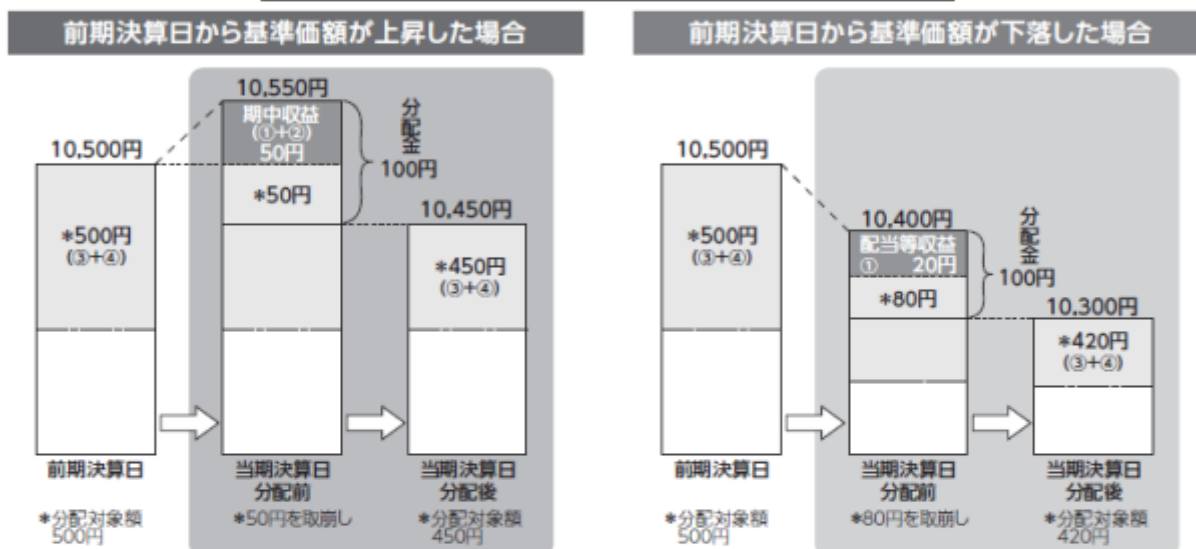 前期決算日から基準価額が上昇した場合
10,550円
期中収益
(①+②)
50円
分配金
100円
10,500円
*50円
10,450円
*500円
(③+④)
*450円
(③+④)
前期決算日
当期決算日
分配前
当期決算日
分配後
*分配対象額
500円
*50円を取崩し
*分配対象額
450円
前期決算日から基準価額が下落した場合
10,500円
10,400円
配当等収益
① 20円
分配金
100円
*500円
(③+④)
*80円
10,300円
*420円
(③+④)
前期決算日
当期決算日
分配前
当期決算日
分配後
*分配対象額
500円
*80円を取崩し
*分配対象額
420円